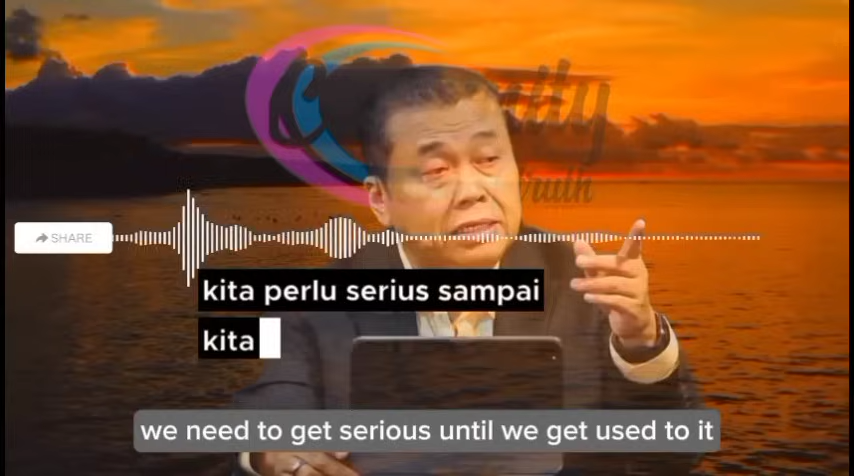 SHARE
kita perlu serius sampai
kita
we need to get serious until we get used to it